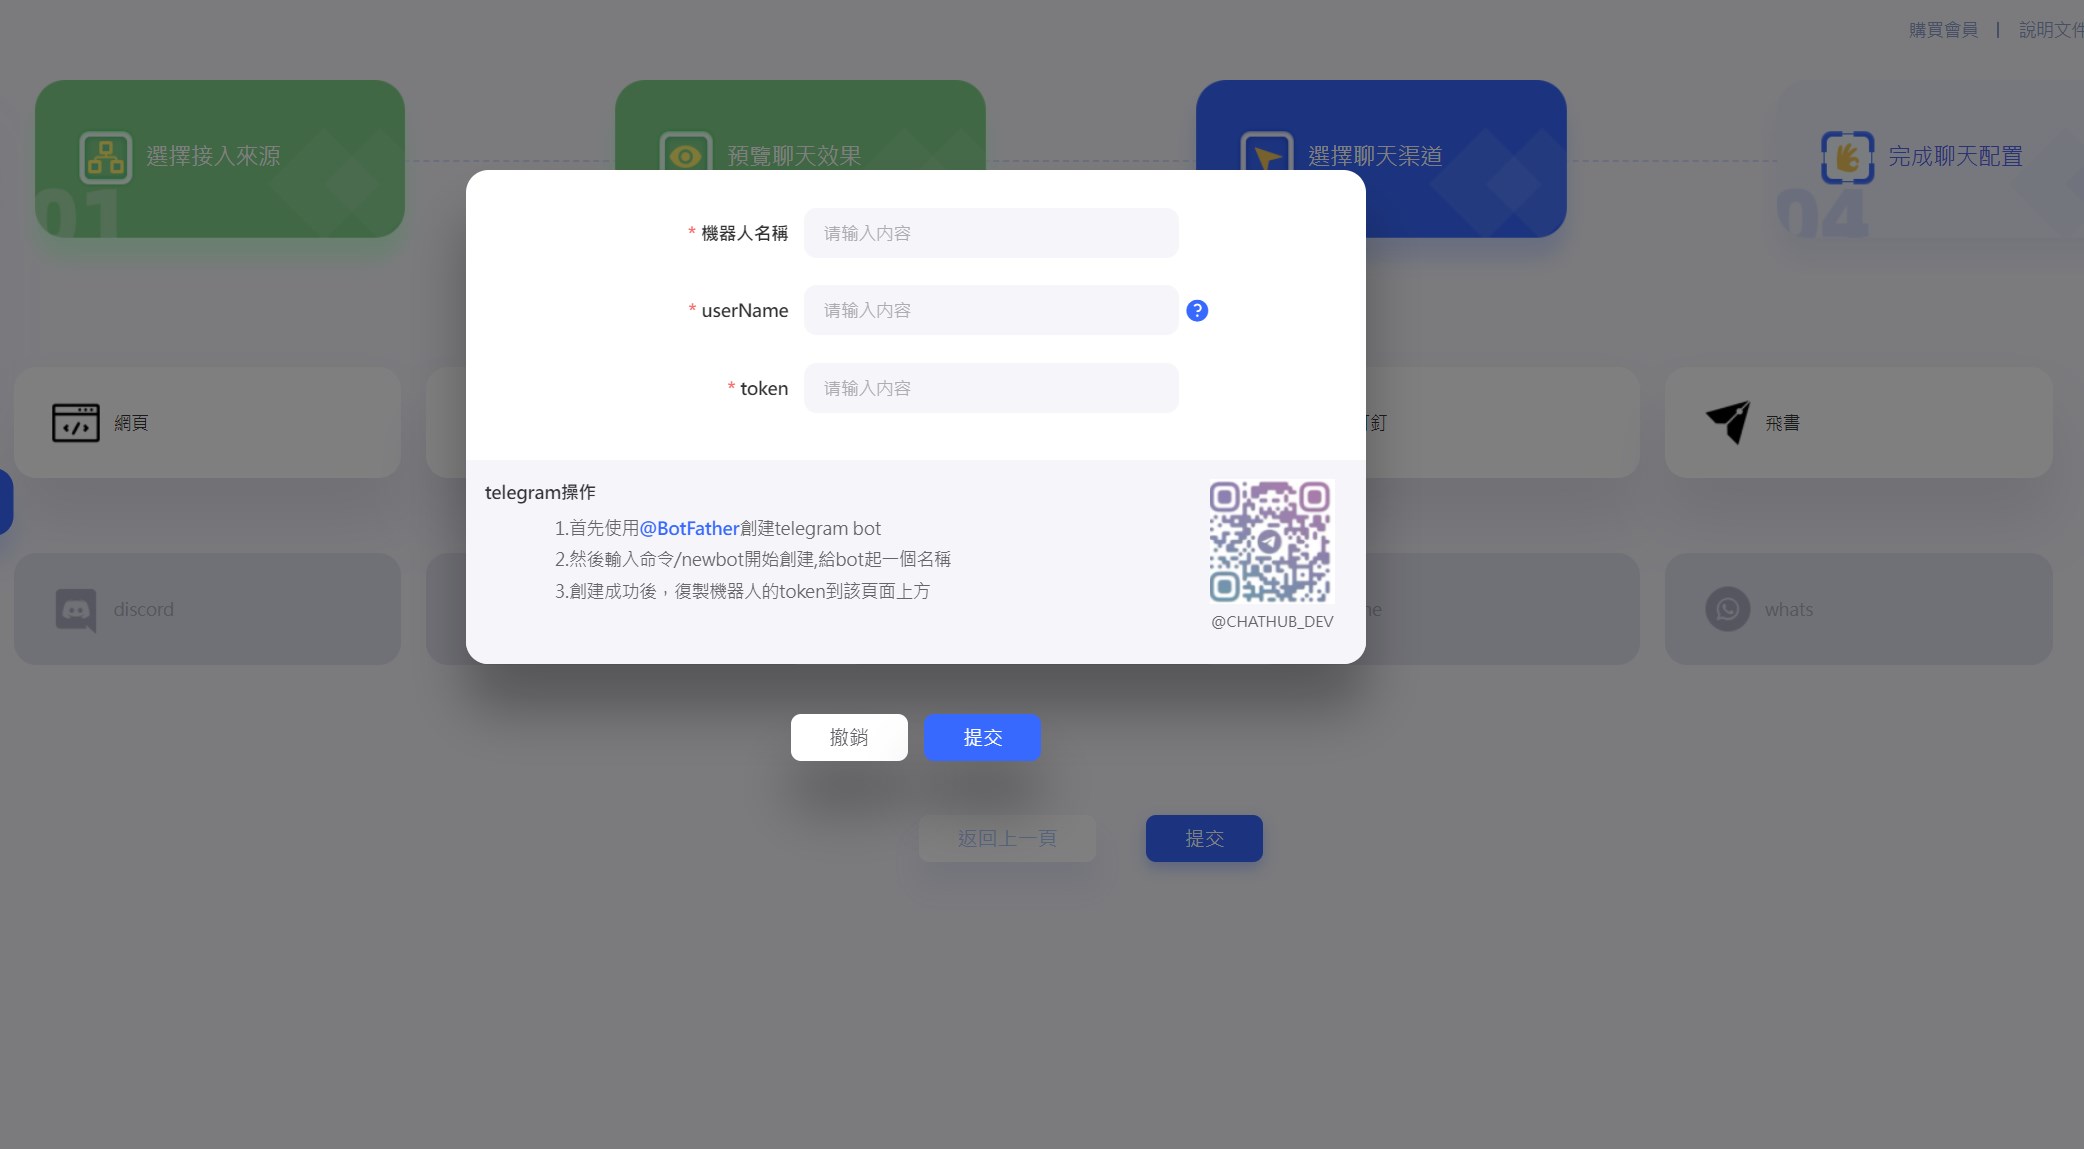 購買會員 | 說明文件
選擇接入來源
預覽聊天效果
選擇聊天渠道
完成聊天配置
01
04
* 機器人名稱
请输入内容
* userName
请输入内容
?
* token
请输入内容
網頁
釘
飛書
telegram操作
1.首先使用@BotFather創建telegram bot
2.然後輸入命令/newbot開始創建,給bot起一個名稱
3.創建成功後，復製機器人的token到該頁面上方
@CHATHUB_DEV
discord
whats
撤銷
提交
返回上一頁
提交